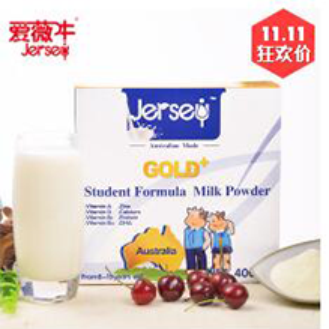 爱薇牛
Jersey
11.11
狂欢价
Jersey
Australian Made
GOLD+
Student Formula Milk Powder
Vitamin A Zinc
Vitamin D Calcium
Protein
DHA
Australia
400